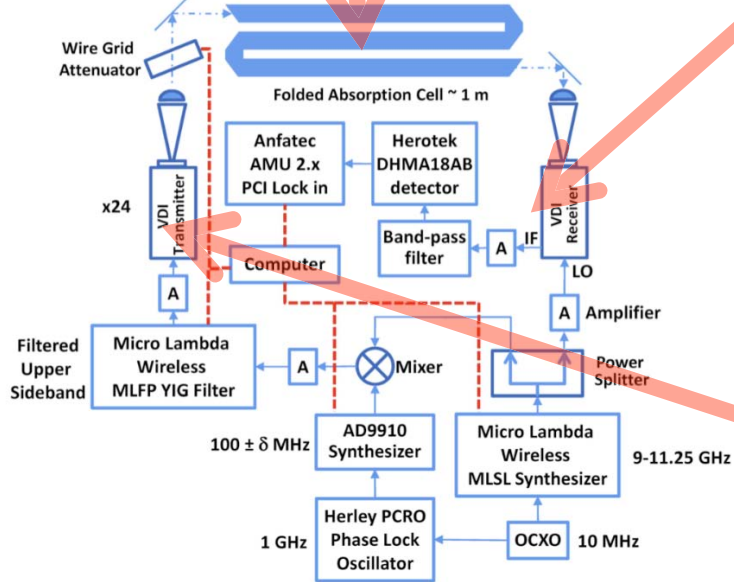 Wire Grid
Attenuator
Folded Absorption Cell ~ 1 m
Anfatec
AMU 2.x
PCI Lock in
Herotek
DHMA18AB
detector
x24
VDI
Transmitter
VDI
Receiver
Band-pass
filter
A
IF
LO
Computer
A
A
Amplifier
Filtered
Upper
Sideband
Micro Lambda
Wireless
MLFP YIG Filter
A
Mixer
Power
Splitter
100 ± δ MHz
AD9910
Synthesizer
Micro Lambda
Wireless
MLSL Synthesizer
9-11.25 GHz
1 GHz
Herley PCRO
Phase Lock
Oscillator
OCXO
10 MHz